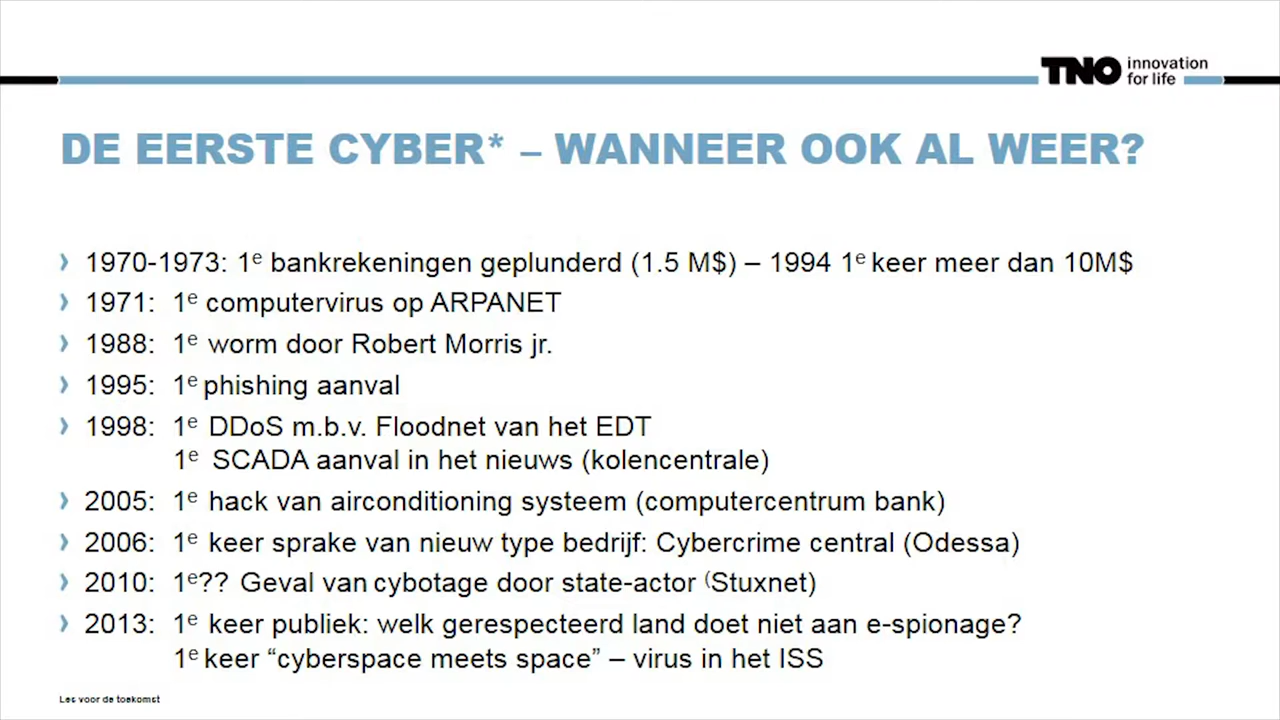 TNO innovation
for life
DE EERSTE CYBER* – WANNEER OOK AL WEER?
› 1970-1973: 1e bankrekeningen geplunderd (1.5 M$) – 1994 1e keer meer dan 10M$
› 1971: 1e computervirus op ARPANET
› 1988: 1e worm door Robert Morris jr.
› 1995: 1e phishing aanval
› 1998: 1e DDoS m.b.v. Floodnet van het EDT
1e SCADA aanval in het nieuws (kolencentrale)
› 2005: 1e hack van airconditioning systeem (computercentrum bank)
› 2006: 1e keer sprake van nieuw type bedrijf: Cybercrime central (Odessa)
› 2010: 1e?? Geval van cybotage door state-actor (Stuxnet)
› 2013: 1e keer publiek: welk gerespecteerd land doet niet aan e-spionage?
1e keer “cyberspace meets space” – virus in het ISS
Les voor de toekomst